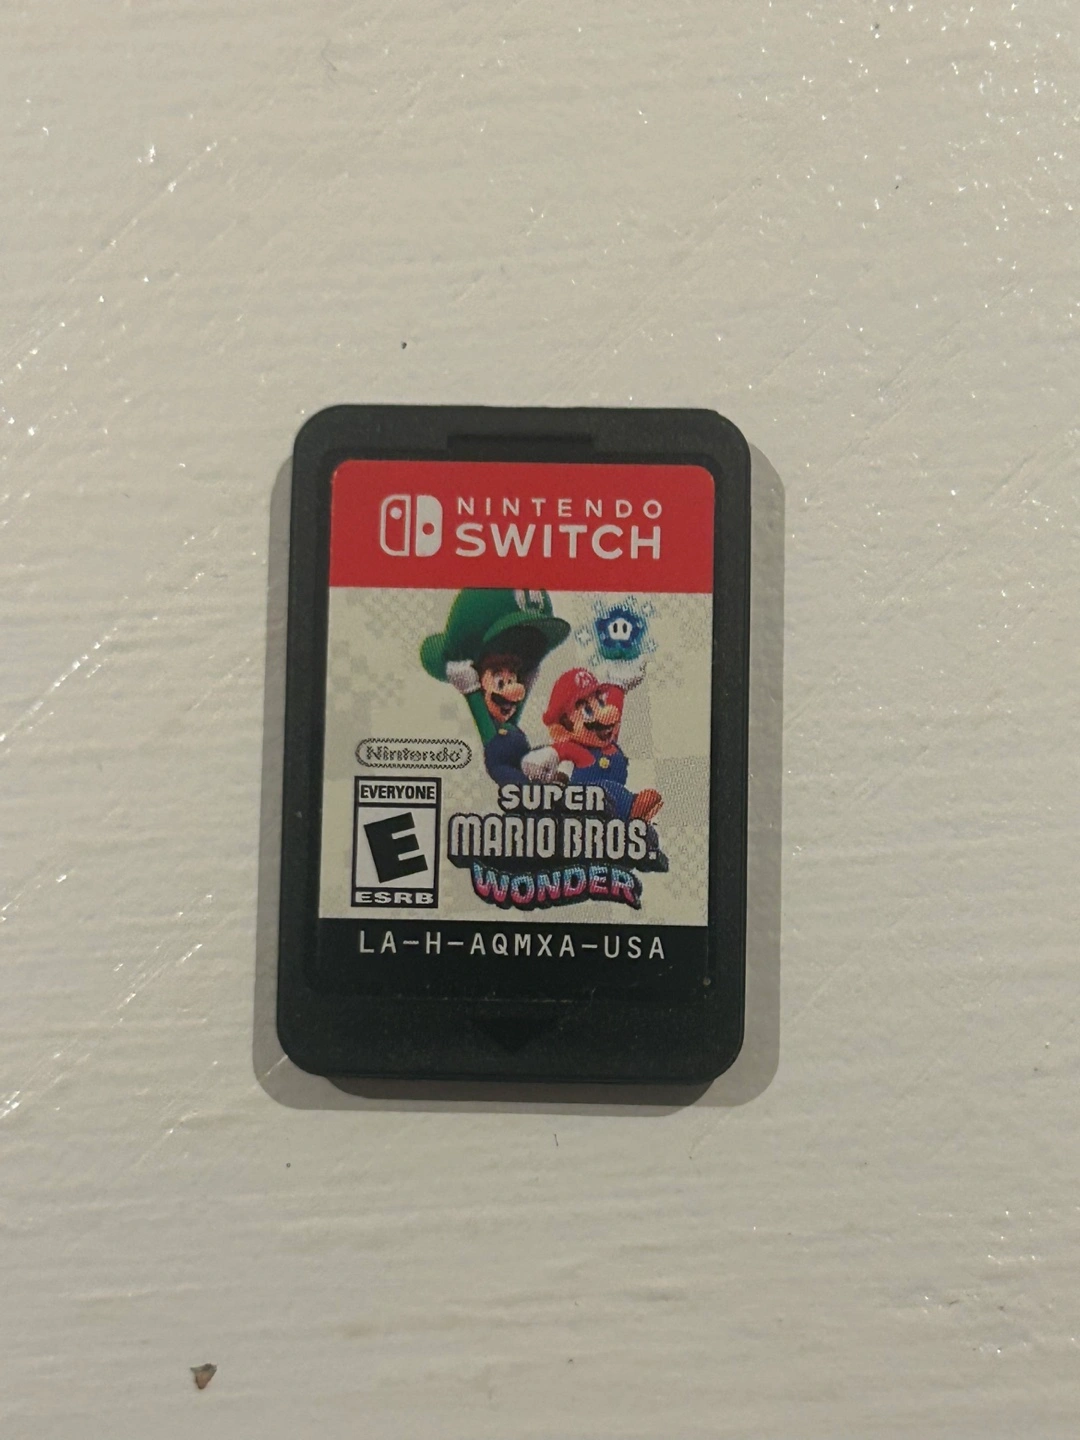 NINTENDO
SWITCH
Nintendo
EVERYONE
E
ESRB
SUPER
MARIO BROS.
WONDER
LA-H-AQMXA-USA